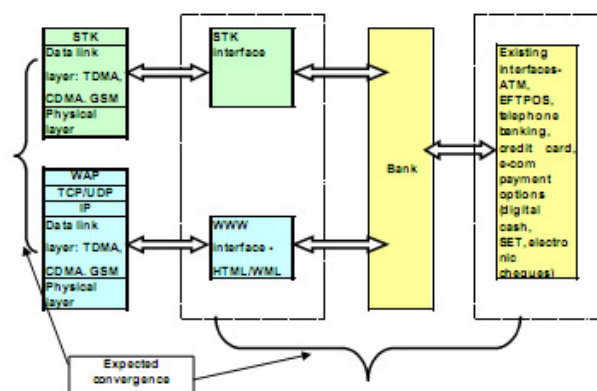 STK
Data link
layer: TDMA,
CDMA. GSM
Physical
layer
STK
interface
WAP
TCP/UDP
IP
Data link
layer: TDMA,
CDMA. GSM
Physical
layer
WWW
interface -
HTML/WML
Bank
Existing
interfaces-
ATM,
EFTPOS,
telephone
banking,
credit card,
e-com
payment
options
(digital
cash,
SET, electro
nic
cheques)
Expected
convergence